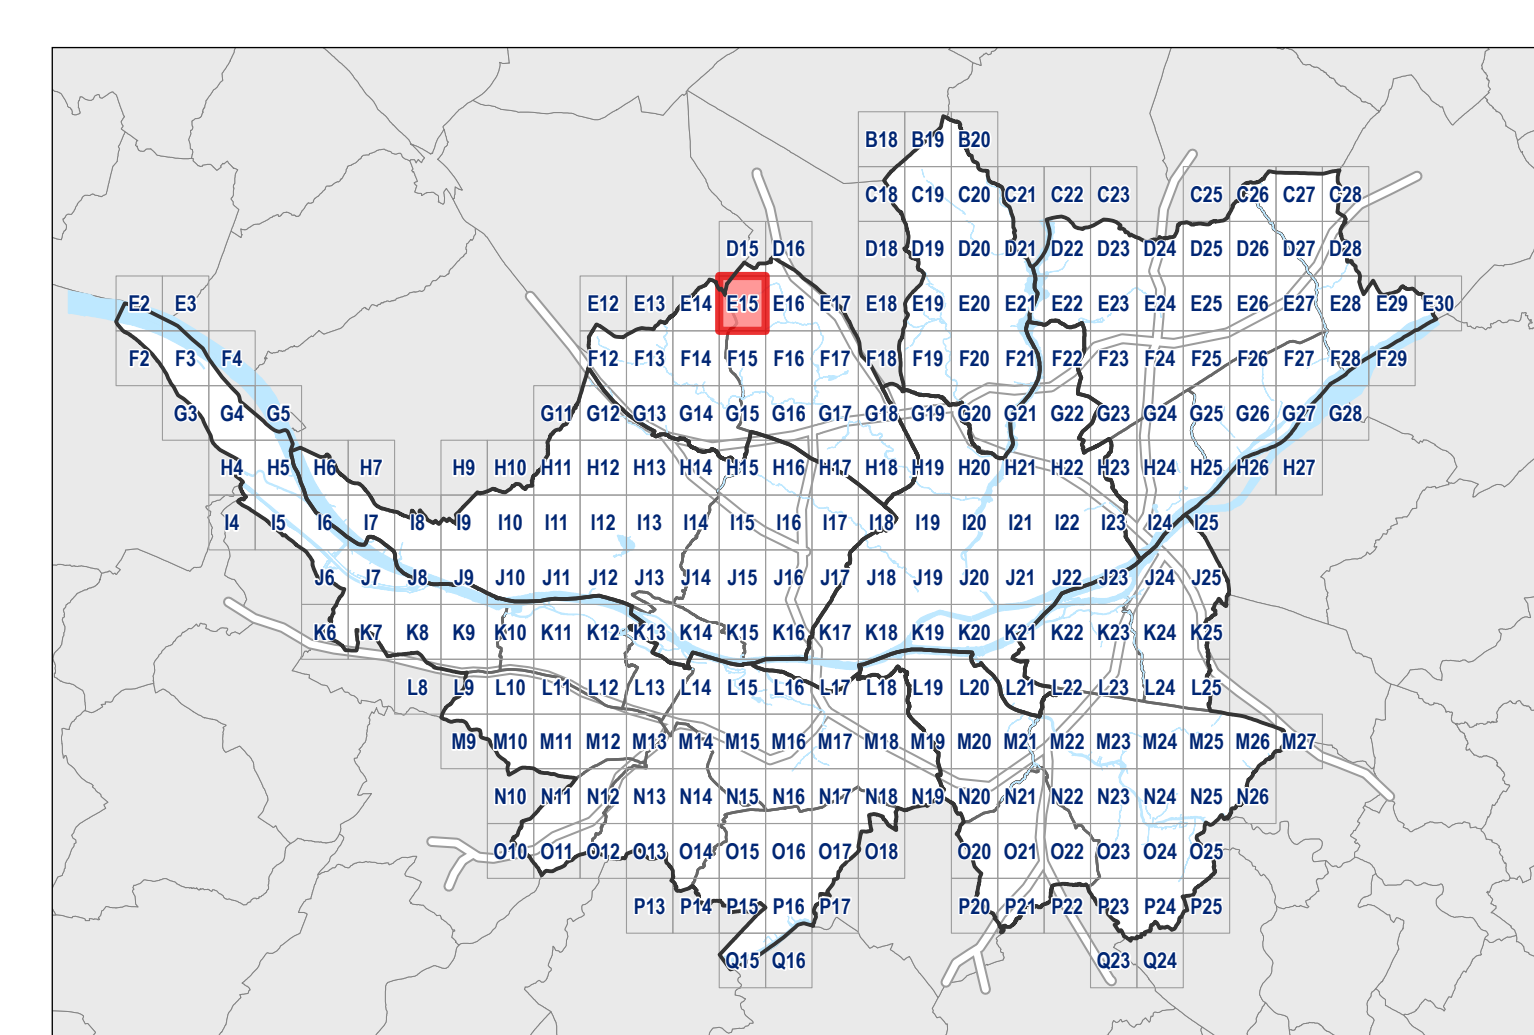 B18 B19 B20
C18 C19 C20 C21 C22 C23 C25 C26 C27 C28
D15 D16 D18 D19 D20 D21 D22 D23 D24 D25 D26 D27 D28
E2 E3 E12 E13 E14 E15 E16 E17 E18 E19 E20 E21 E22 E23 E24 E25 E26 E27 E28 E29 E30
F2 F3 F4 F12 F13 F14 F15 F16 F17 F18 F19 F20 F21 F22 F23 F24 F25 F26 F27 F28 F29
G3 G4 G5 G11 G12 G13 G14 G15 G16 G17 G18 G19 G20 G21 G22 G23 G24 G25 G26 G27 G28
H4 H5 H6 H7 H9 H10 H11 H12 H13 H14 H15 H16 H17 H18 H19 H20 H21 H22 H23 H24 H25 H26 H27
I4 I5 I6 I7 I8 I9 I10 I11 I12 I13 I14 I15 I16 I17 I18 I19 I20 I21 I22 I23 I24 I25
J6 J7 J8 J9 J10 J11 J12 J13 J14 J15 J16 J17 J18 J19 J20 J21 J22 J23 J24 J25
K6 K7 K8 K9 K10 K11 K12 K13 K14 K15 K16 K17 K18 K19 K20 K21 K22 K23 K24 K25
L8 L9 L10 L11 L12 L13 L14 L15 L16 L17 L18 L19 L20 L21 L22 L23 L24 L25
M9 M10 M11 M12 M13 M14 M15 M16 M17 M18 M19 M20 M21 M22 M23 M24 M25 M26 M27
N10 N11 N12 N13 N14 N15 N16 N17 N18 N19 N20 N21 N22 N23 N24 N25 N26
O10 O11 O12 O13 O14 O15 O16 O17 O18 O20 O21 O22 O23 O24 O25
P13 P14 P15 P16 P17 P20 P21 P22 P23 P24 P25
Q15 Q16 Q23 Q24